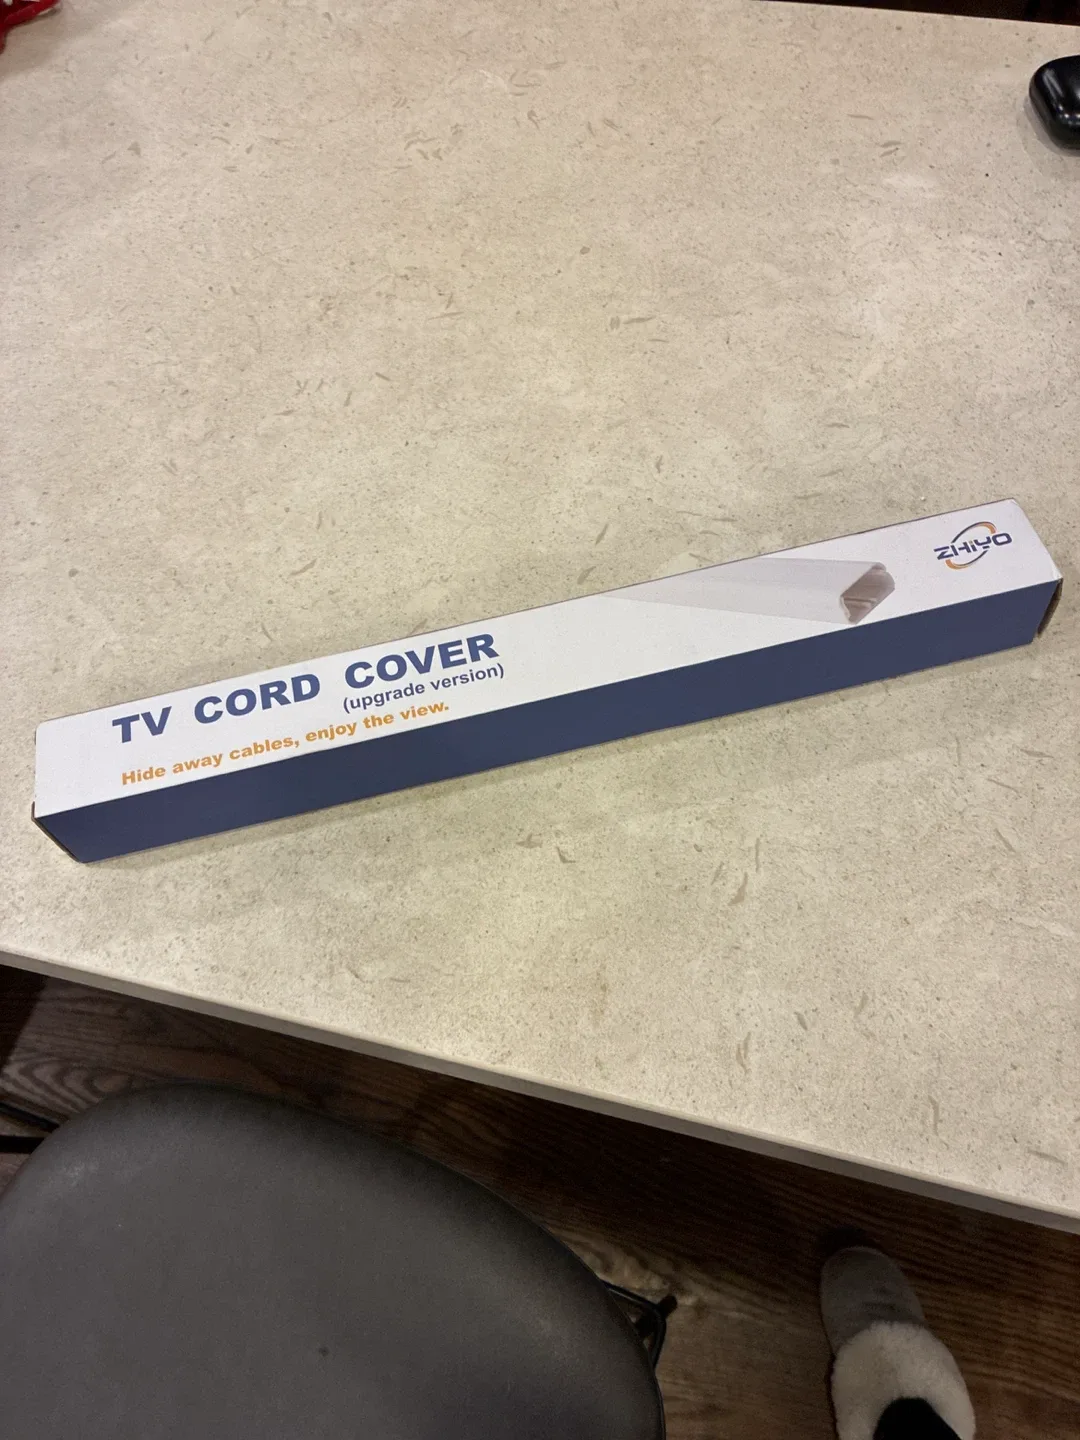 TV CORD COVER
(upgrade version)
Hide away cables, enjoy the view.
ZHiYO